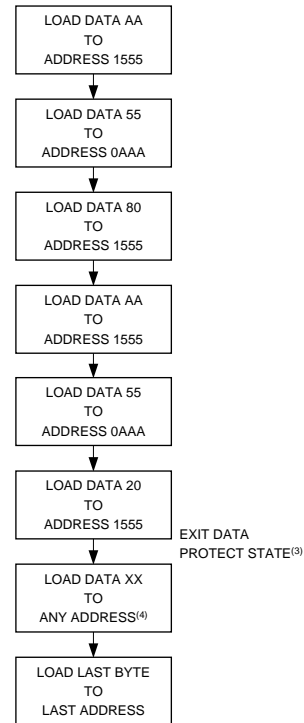 LOAD DATA AA
TO
ADDRESS 1555
LOAD DATA 55
TO
ADDRESS 0AAA
LOAD DATA 80
TO
ADDRESS 1555
LOAD DATA AA
TO
ADDRESS 1555
LOAD DATA 55
TO
ADDRESS 0AAA
LOAD DATA 20
TO
ADDRESS 1555
EXIT DATA
PROTECT STATE(3)
LOAD DATA XX
TO
ANY ADDRESS(4)
LOAD LAST BYTE
TO
LAST ADDRESS